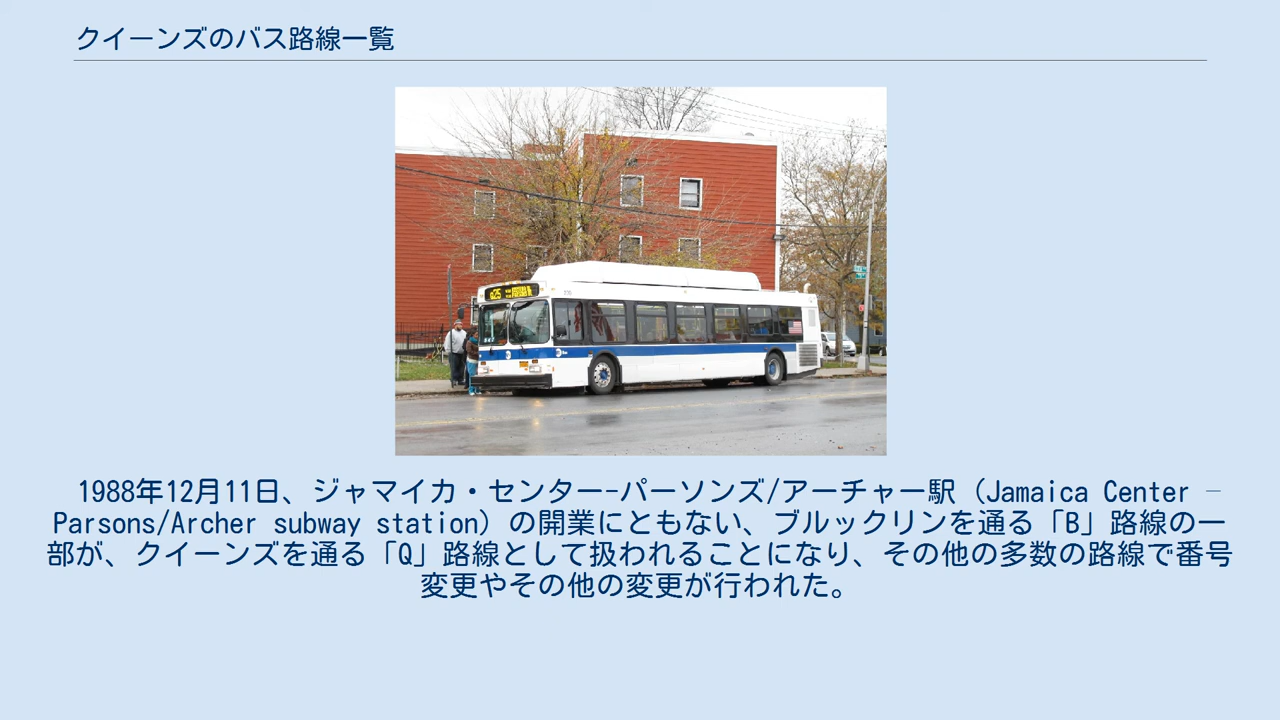 クイーンズのバス路線一覧
Q25
1988年12月11日、ジャマイカ・センター-パーソンズ/アーチャー駅（Jamaica Center –
Parsons/Archer subway station）の開業にともない、ブルックリンを通る「B」路線の一
部が、クイーンズを通る「Q」路線として扱われることになり、その他の多数の路線で番号
変更やその他の変更が行われた。